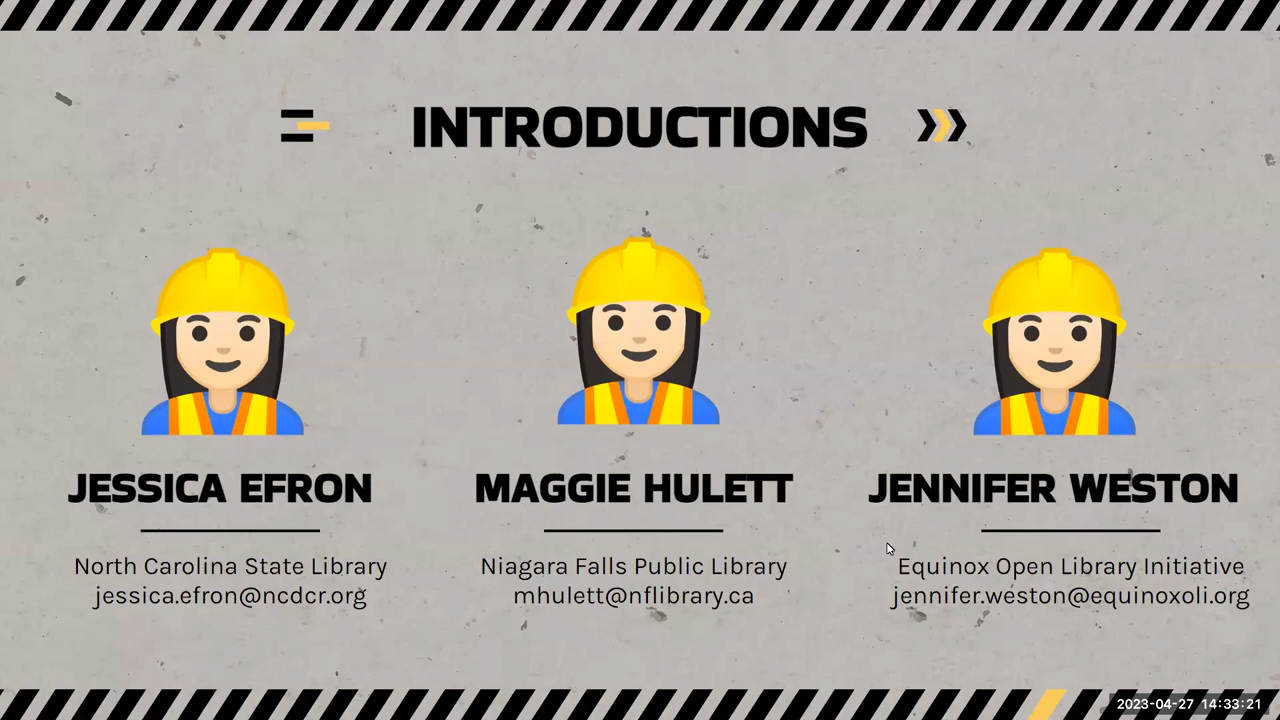 INTRODUCTIONS
JESSICA EFRON
North Carolina State Library
jessica.efron@ncdcr.org
MAGGIE HULETT
Niagara Falls Public Library
mhulett@nflibrary.ca
JENNIFER WESTON
Equinox Open Library Initiative
jennifer.weston@equinoxoli.org
2023-04-27 14:33:21